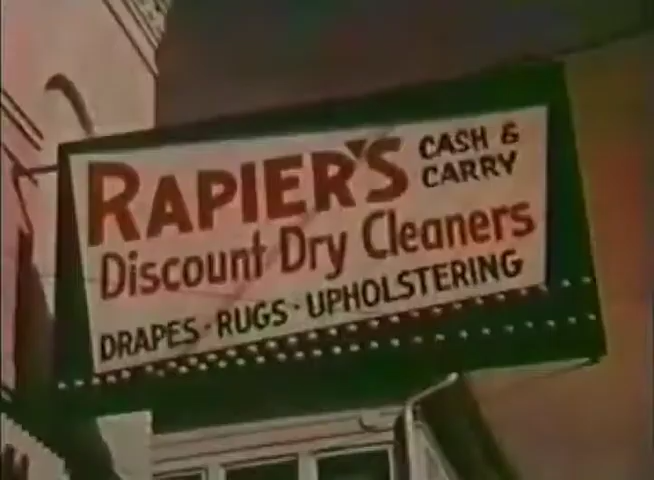 RAPIER'S CASH & CARRY
Discount Dry Cleaners
DRAPES · RUGS · UPHOLSTERING